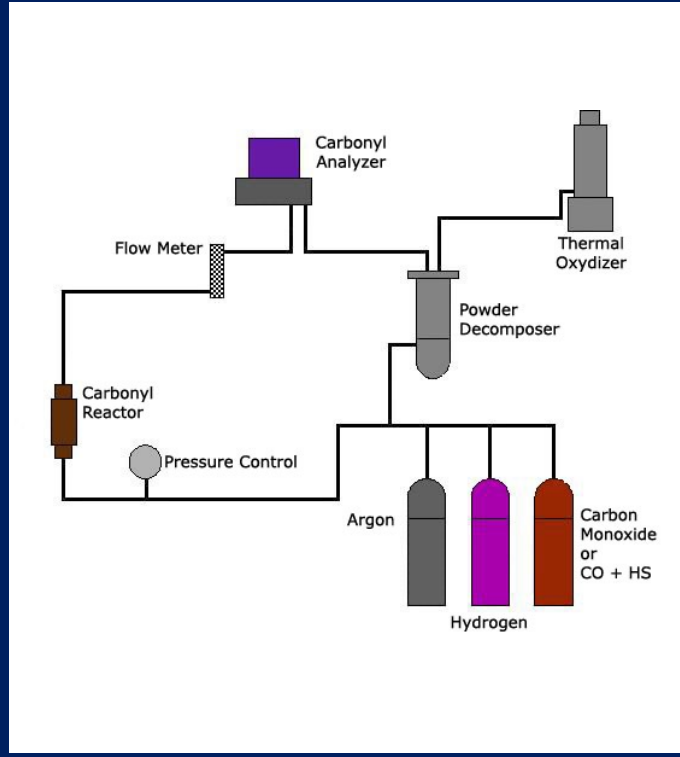 Carbonyl
Analyzer
Flow Meter
Thermal
Oxydizer
Powder
Decomposer
Carbonyl
Reactor
Pressure Control
Argon
Carbon
Monoxide
or
CO + HS
Hydrogen